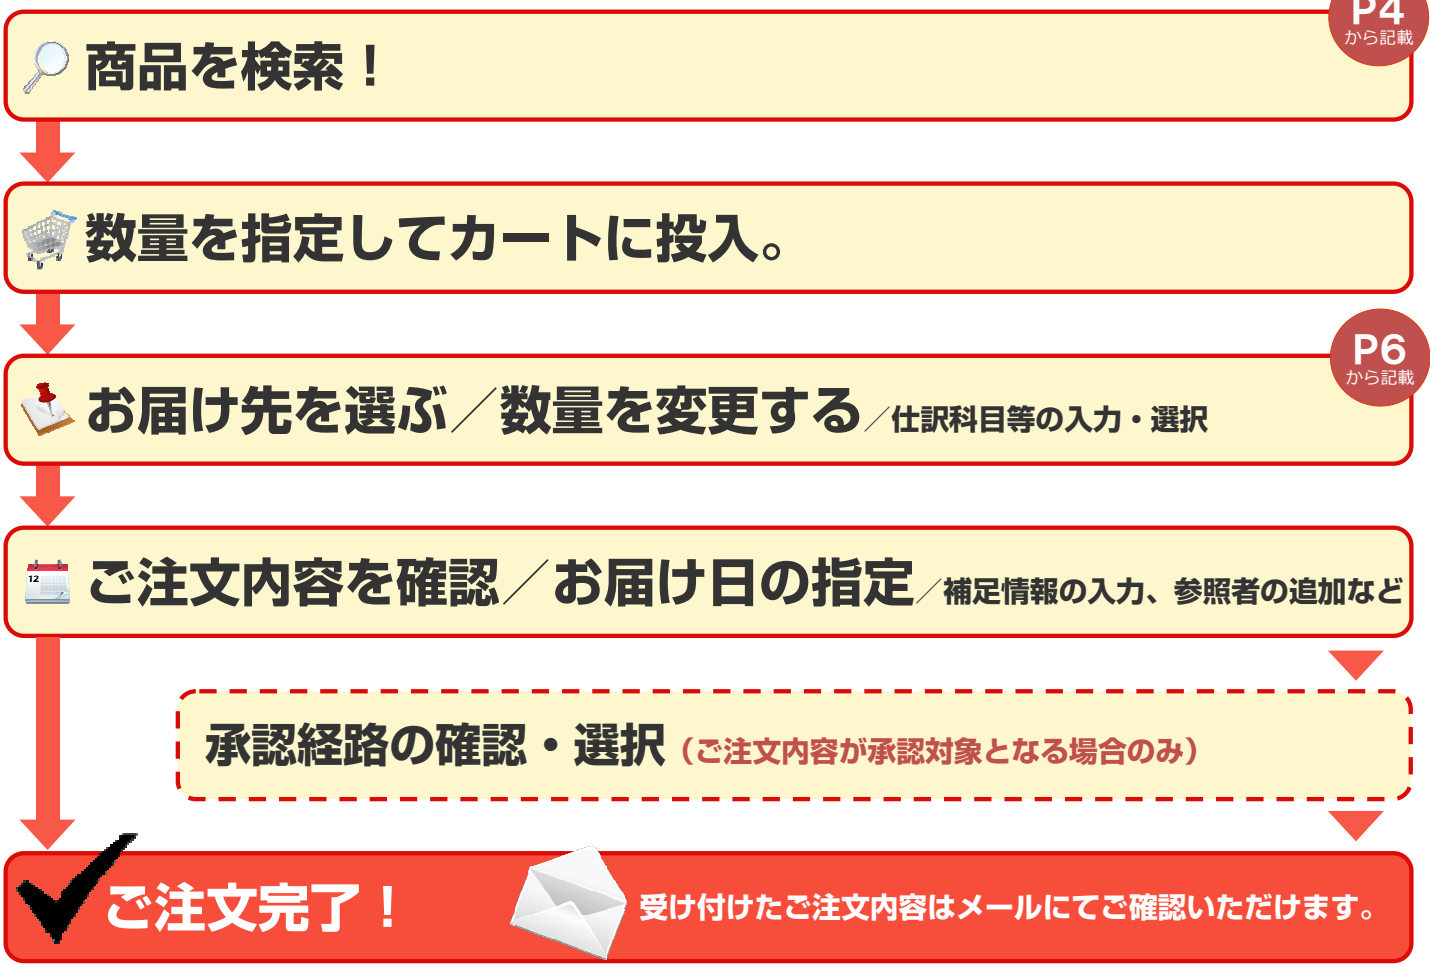 P4
から記載
商品を検索！
数量を指定してカートに投入。
P6
から記載
お届け先を選ぶ／数量を変更する／仕訳科目等の入力・選択
12
ご注文内容を確認／お届け日の指定／補足情報の入力、参照者の追加など
承認経路の確認・選択（ご注文内容が承認対象となる場合のみ）
ご注文完了！
受け付けたご注文内容はメールにてご確認いただけます。